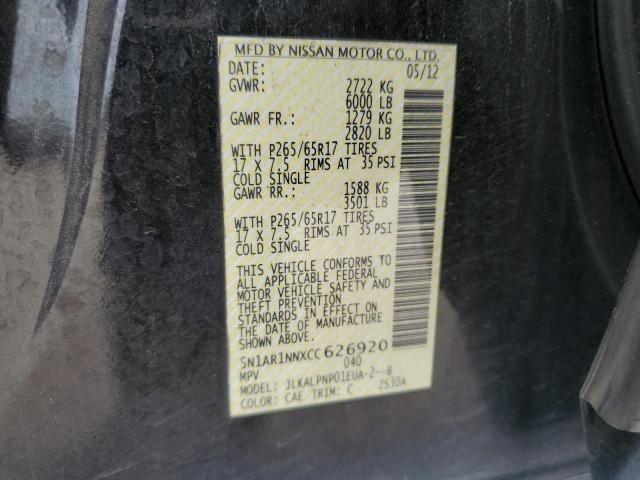 MFD BY NISSAN MOTOR CO., LTD.
DATE: 05/12
GVWR: 2722 KG
6000 LB
GAWR FR.: 1279 KG
2820 LB
WITH P265/65R17 TIRES
17 X 7.5 RIMS AT 35 PSI
COLD SINGLE
GAWR RR.: 1588 KG
3501 LB
WITH P265/65R17 TIRES
17 X 7.5 RIMS AT 35 PSI
COLD SINGLE
THIS VEHICLE CONFORMS TO
ALL APPLICABLE FEDERAL
MOTOR VEHICLE SAFETY AND
THEFT PREVENTION
STANDARDS IN EFFECT ON
THE DATE OF MANUFACTURE
SHOWN ABOVE.
5N1AR1NNXCC 626920
MPV 040
MODEL: JLKALPNP01EUA-2--8
COLOR: CAE TRIM: C ZS30A